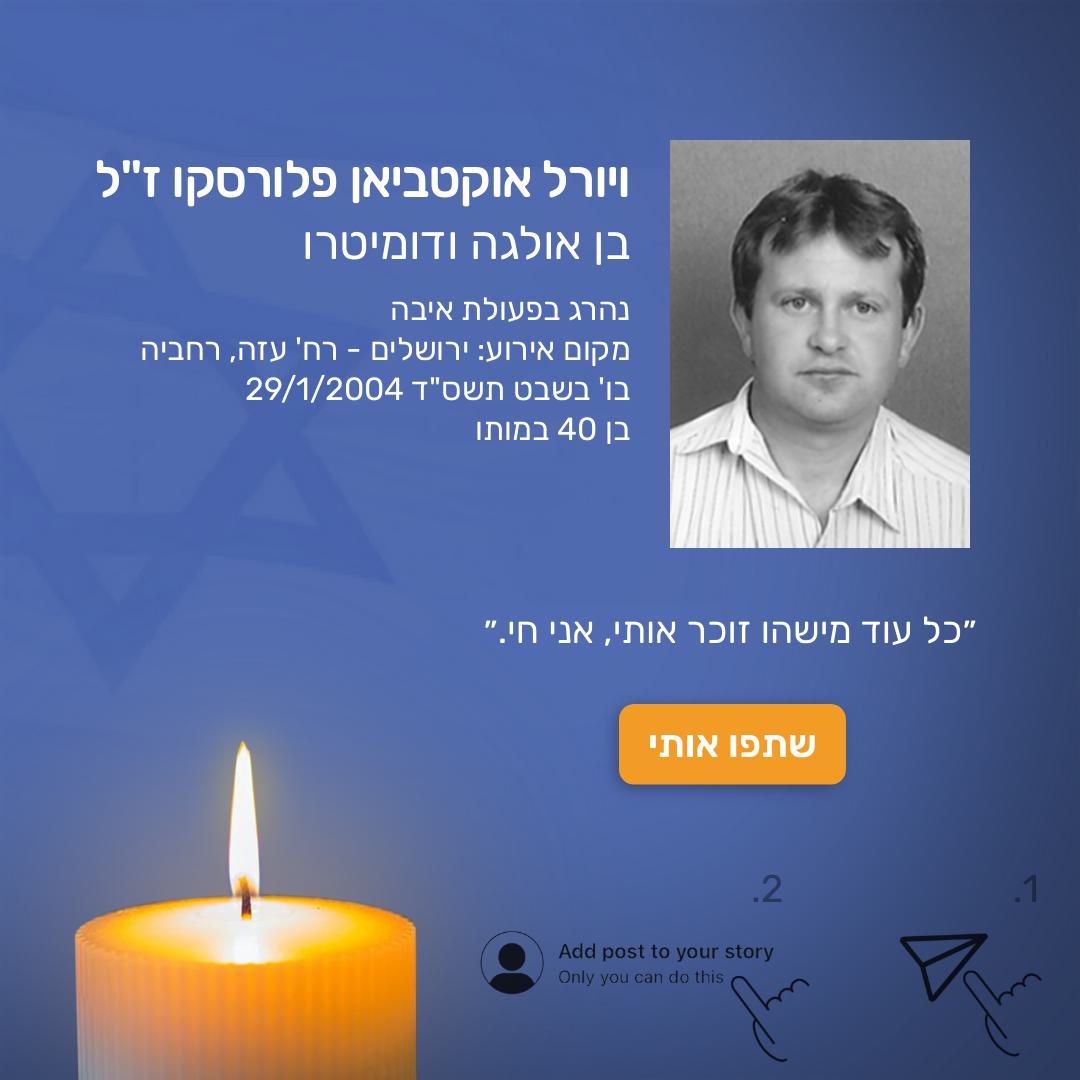 ויורל אוקטביאן פלורסקו ז"ל
בן אולגה ודומיטרו
נהרג בפעולת איבה
מקום אירוע: ירושלים - רח' עזה, רחביה
בו' בשבט תשס"ד 29/1/2004
בן 40 במותו
״כל עוד מישהו זוכר אותי, אני חי.״
שתפו אותי
1.
2.
Add post to your story
Only you can do this